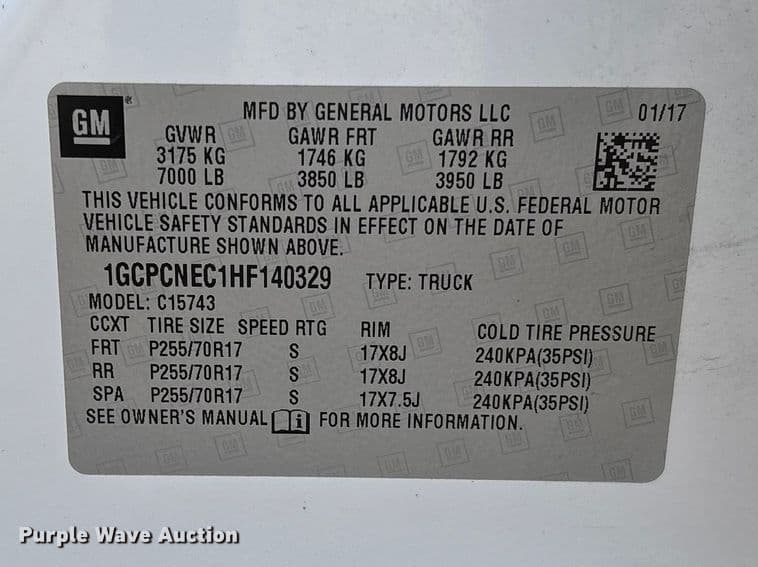 GM
MFD BY GENERAL MOTORS LLC 01/17
GVWR GAWR FRT GAWR RR
3175 KG 1746 KG 1792 KG
7000 LB 3850 LB 3950 LB
THIS VEHICLE CONFORMS TO ALL APPLICABLE U.S. FEDERAL MOTOR
VEHICLE SAFETY STANDARDS IN EFFECT ON THE DATE OF
MANUFACTURE SHOWN ABOVE.
1GCPCNEC1HF140329 TYPE: TRUCK
MODEL: C15743
CCXT TIRE SIZE SPEED RTG RIM COLD TIRE PRESSURE
FRT P255/70R17 S 17X8J 240KPA(35PSI)
RR P255/70R17 S 17X8J 240KPA(35PSI)
SPA P255/70R17 S 17X7.5J 240KPA(35PSI)
SEE OWNER'S MANUAL i FOR MORE INFORMATION.
Purple Wave Auction